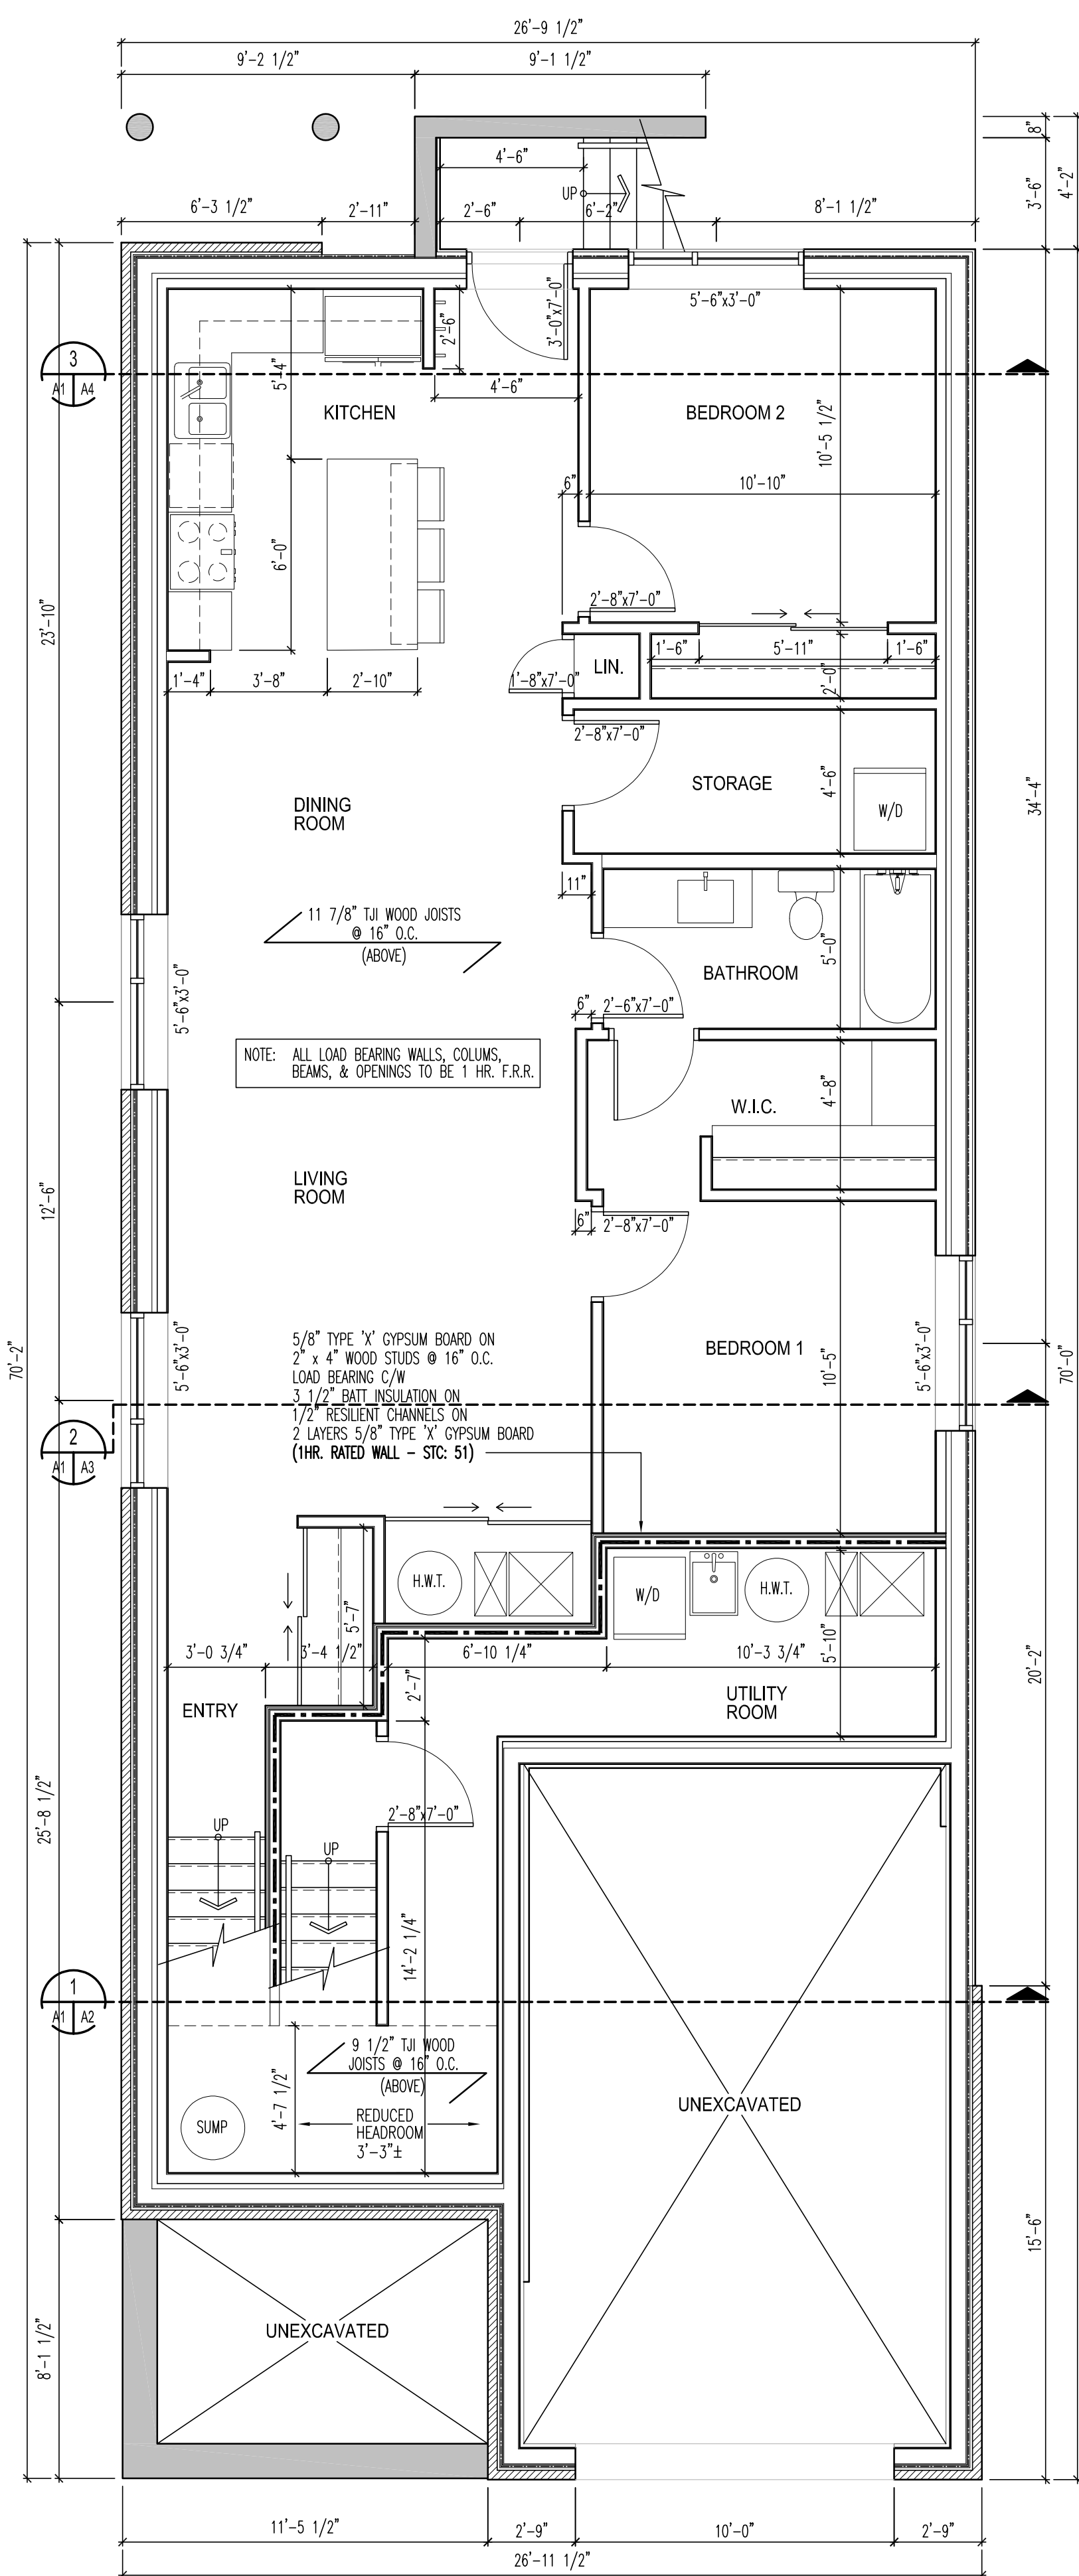 26'-9 1/2"
9'-2 1/2"
9'-1 1/2"
8"
4'-6"
3'-6"
4'-2"
UP
6'-3 1/2"
2'-11"
2'-6"
6'-2"
8'-1 1/2"
5'-6"x3'-0"
3'-0"x7'-0"
2'-6"
5'-4"
3
A1
A4
4'-6"
KITCHEN
BEDROOM 2
10'-5 1/2"
6"
10'-10"
6'-0"
23'-10"
2'-8"x7'-0"
1'-6"
5'-11"
1'-6"
LIN.
1'-4"
3'-8"
2'-10"
1'-8"x7'-0"
2'-0"
2'-8"x7'-0"
STORAGE
4'-6"
W/D
34'-4"
DINING
ROOM
11"
11 7/8" TJI WOOD JOISTS
@ 16" O.C.
(ABOVE)
5'-0"
BATHROOM
5'-6"x3'-0"
6"
2'-6"x7'-0"
NOTE: ALL LOAD BEARING WALLS, COLUMS,
BEAMS, & OPENINGS TO BE 1 HR. F.R.R.
4'-8"
W.I.C.
12'-6"
LIVING
ROOM
6"
2'-8"x7'-0"
70'-2"
5'-6"x3'-0"
5/8" TYPE 'X' GYPSUM BOARD ON
2" x 4" WOOD STUDS @ 16" O.C.
LOAD BEARING C/W
3 1/2" BATT INSULATION ON
1/2" RESILIENT CHANNELS ON
2 LAYERS 5/8" TYPE 'X' GYPSUM BOARD
(1HR. RATED WALL - STC: 51)
BEDROOM 1
10'-5"
5'-6"x3'-0"
70'-0"
2
A1
A3
H.W.T.
W/D
H.W.T.
5'-7"
3'-0 3/4"
3'-4 1/2"
6'-10 1/4"
10'-3 3/4"
5'-10"
20'-2"
2'-7"
ENTRY
UTILITY
ROOM
25'-8 1/2"
2'-8"x7'-0"
UP
UP
14'-2 1/4"
1
A1
A2
9 1/2" TJI WOOD
JOISTS @ 16" O.C.
(ABOVE)
4'-7 1/2"
SUMP
REDUCED
HEADROOM
3'-3"±
UNEXCAVATED
15'-6"
UNEXCAVATED
8'-1 1/2"
11'-5 1/2"
2'-9"
10'-0"
2'-9"
26'-11 1/2"